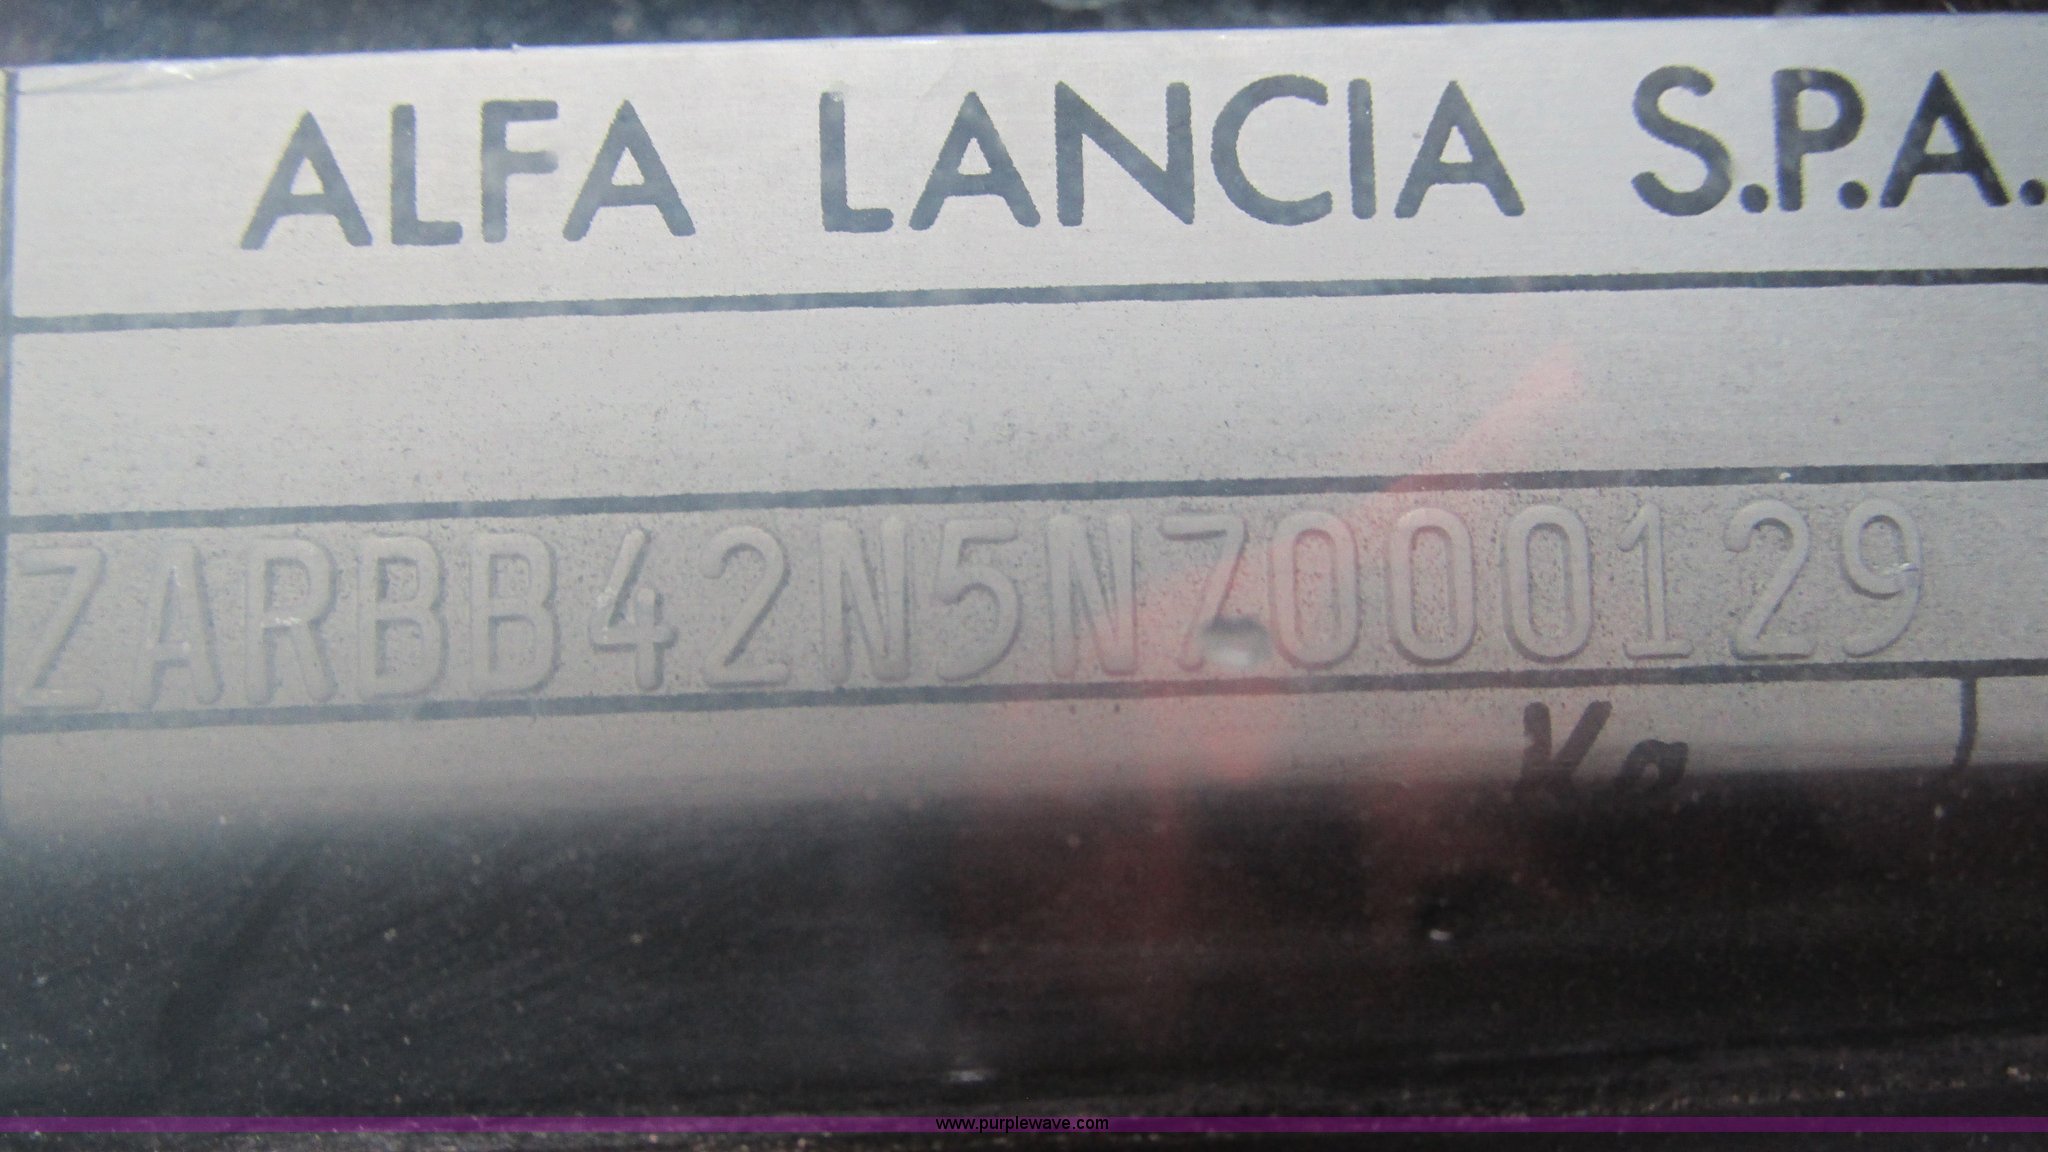 ALFA LANCIA S.P.A.
ZARBB42N5N7000129
Kg
www.purplewave.com